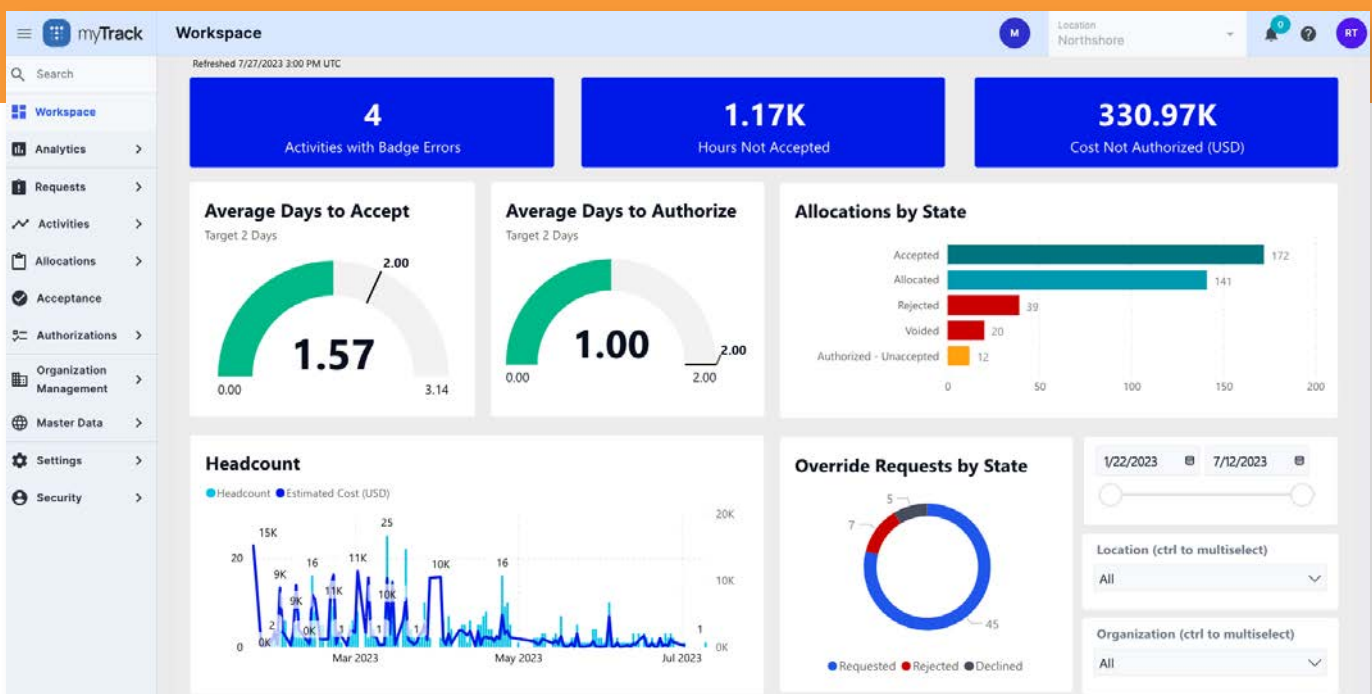 myTrack
Workspace
M
Location
Northshore
0
RT
Search
Workspace
Analytics
Requests
Activities
Allocations
Acceptance
Authorizations
Organization
Management
Master Data
Settings
Security
Refreshed 7/27/2023 3:00 PM UTC
4
Activities with Badge Errors
1.17K
Hours Not Accepted
330.97K
Cost Not Authorized (USD)
Average Days to Accept
Target 2 Days
2.00
1.57
0.00
3.14
Average Days to Authorize
Target 2 Days
1.00
2.00
0.00
2.00
Allocations by State
Accepted 172
Allocated 141
Rejected 39
Voided 20
Authorized - Unaccepted 12
0 50 100 150 200
Headcount
Headcount Estimated Cost (USD)
20K
25
15K
20
16
11K
10K
16
9K
10K
11K
10K
9K
2
0K
0K
1
1
1
1
0
0K
Mar 2023 May 2023 Jul 2023
Override Requests by State
5
7
45
Requested Rejected Declined
1/22/2023 7/12/2023
Location (ctrl to multiselect)
All
Organization (ctrl to multiselect)
All